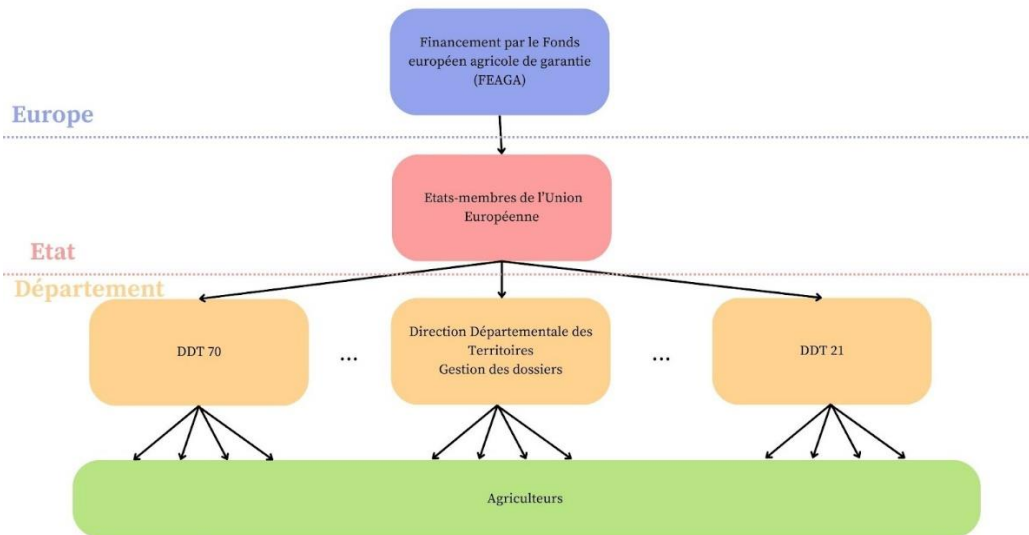 Financement par le Fonds
européen agricole de garantie
(FEAGA)
Europe
Etats-membres de l'Union
Européenne
Etat
Département
DDT 70
...
Direction Départementale des
Territoires
Gestion des dossiers
...
DDT 21
Agriculteurs